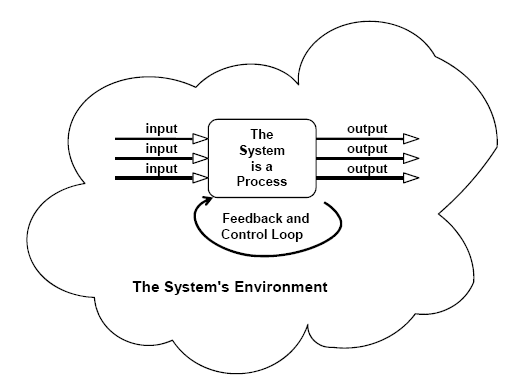 input
input
input
The
System
is a
Process
output
output
output
Feedback and
Control Loop
The System's Environment